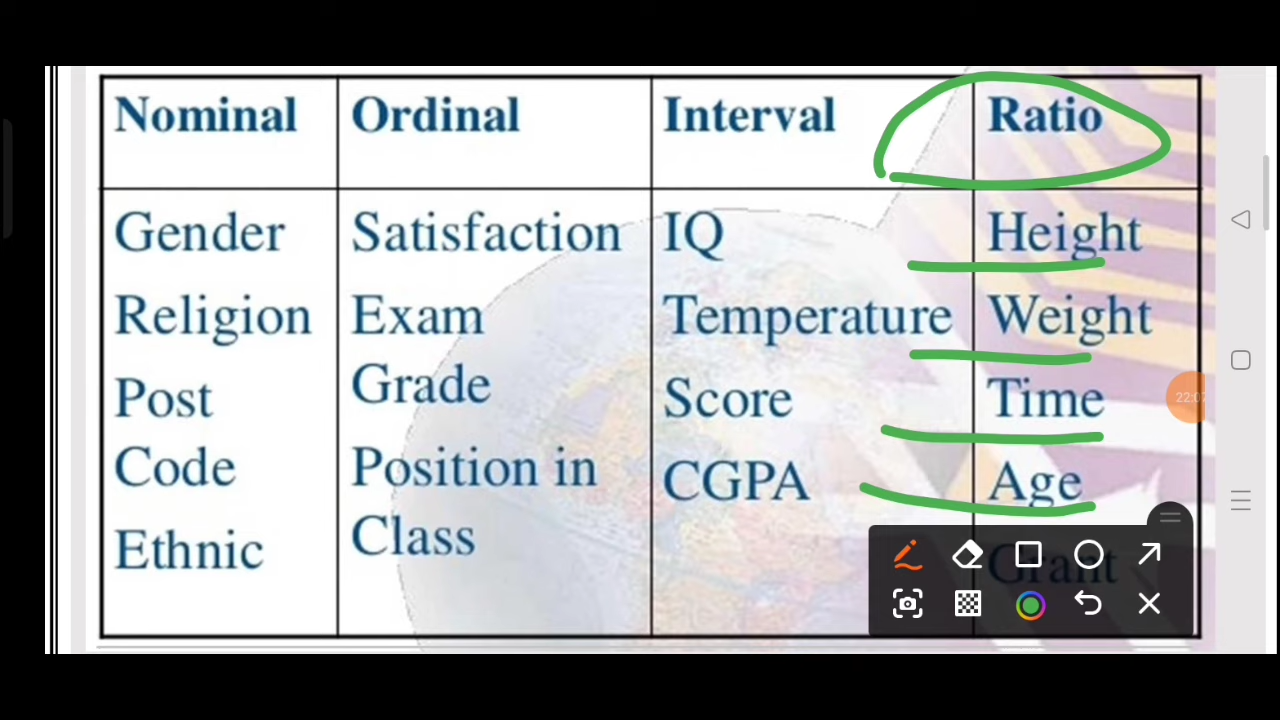 Nominal
Ordinal
Interval
Ratio
Gender
Religion
Post
Code
Ethnic
Satisfaction
Exam
Grade
Position in
Class
IQ
Temperature
Score
CGPA
Height
Weight
Time
Age
Grant